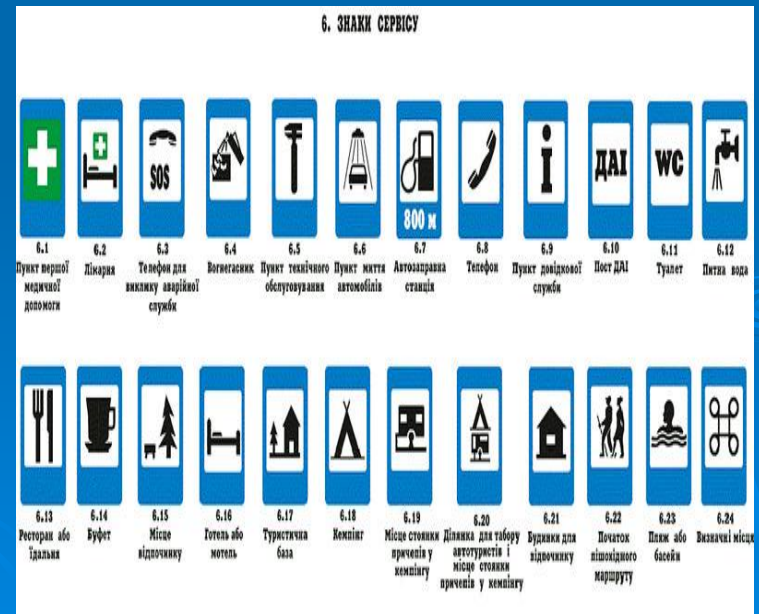 6. ЗНАКИ СЕРВІСУ
SOS
800 м
i
ДАІ
WC
6.1
Пункт першої
медичної
допомоги
6.2
Лікарня
6.3
Телефон для
виклику аварійної
служби
6.4
Вогнегасник
6.5
Пункт технічного
обслуговування
6.6
Пункт миття
автомобілів
6.7
Автозаправна
станція
6.8
Телефон
6.9
Пункт довідкової
служби
6.10
Пост ДАІ
6.11
Туалет
6.12
Питна вода
6.13
Ресторан або
їдальня
6.14
Буфет
6.15
Місце
відпочинку
6.16
Готель або
мотель
6.17
Туристична
база
6.18
Кемпінг
6.19
Місце стоянки
причепів у
кемпінгу
6.20
Ділянка для табору
автотуристів і
місце стоянки
причепів у кемпінгу
6.21
Будинки для
відпочинку
6.22
Початок
пішохідного
маршруту
6.23
Пляж або
басейн
6.24
Визначні місця